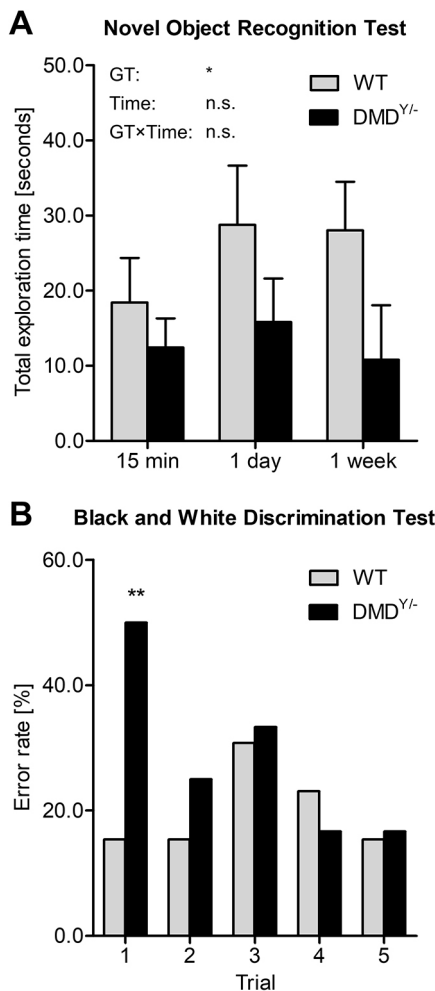 A Novel Object Recognition Test
50.0
40.0
30.0
20.0
10.0
0.0
Total exploration time [seconds]
GT: *
Time: n.s.
GT×Time: n.s.
WT
DMDY/-
15 min 1 day 1 week
B Black and White Discrimination Test
60.0
40.0
20.0
0.0
Error rate [%]
**
WT
DMDY/-
1 2 3 4 5
Trial